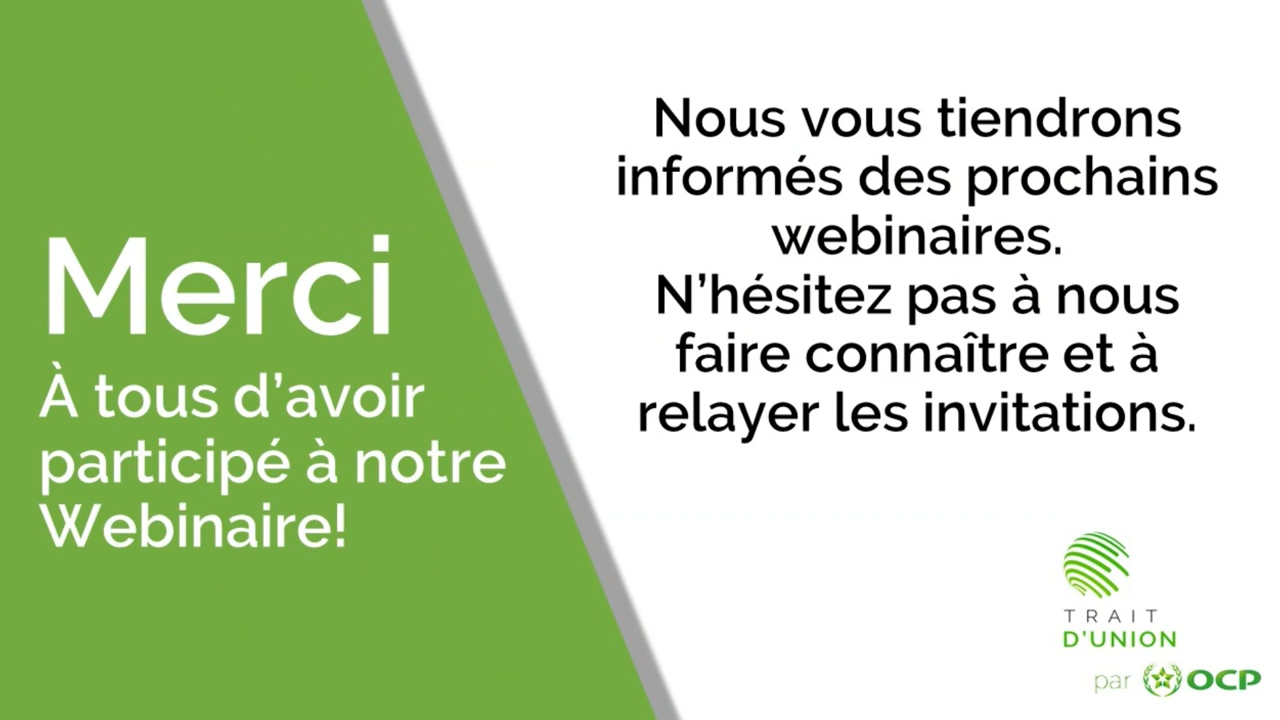 Merci
À tous d’avoir
participé à notre
Webinaire!
Nous vous tiendrons
informés des prochains
webinaires.
N’hésitez pas à nous
faire connaître et à
relayer les invitations.
TRAIT
D’UNION
par OCP